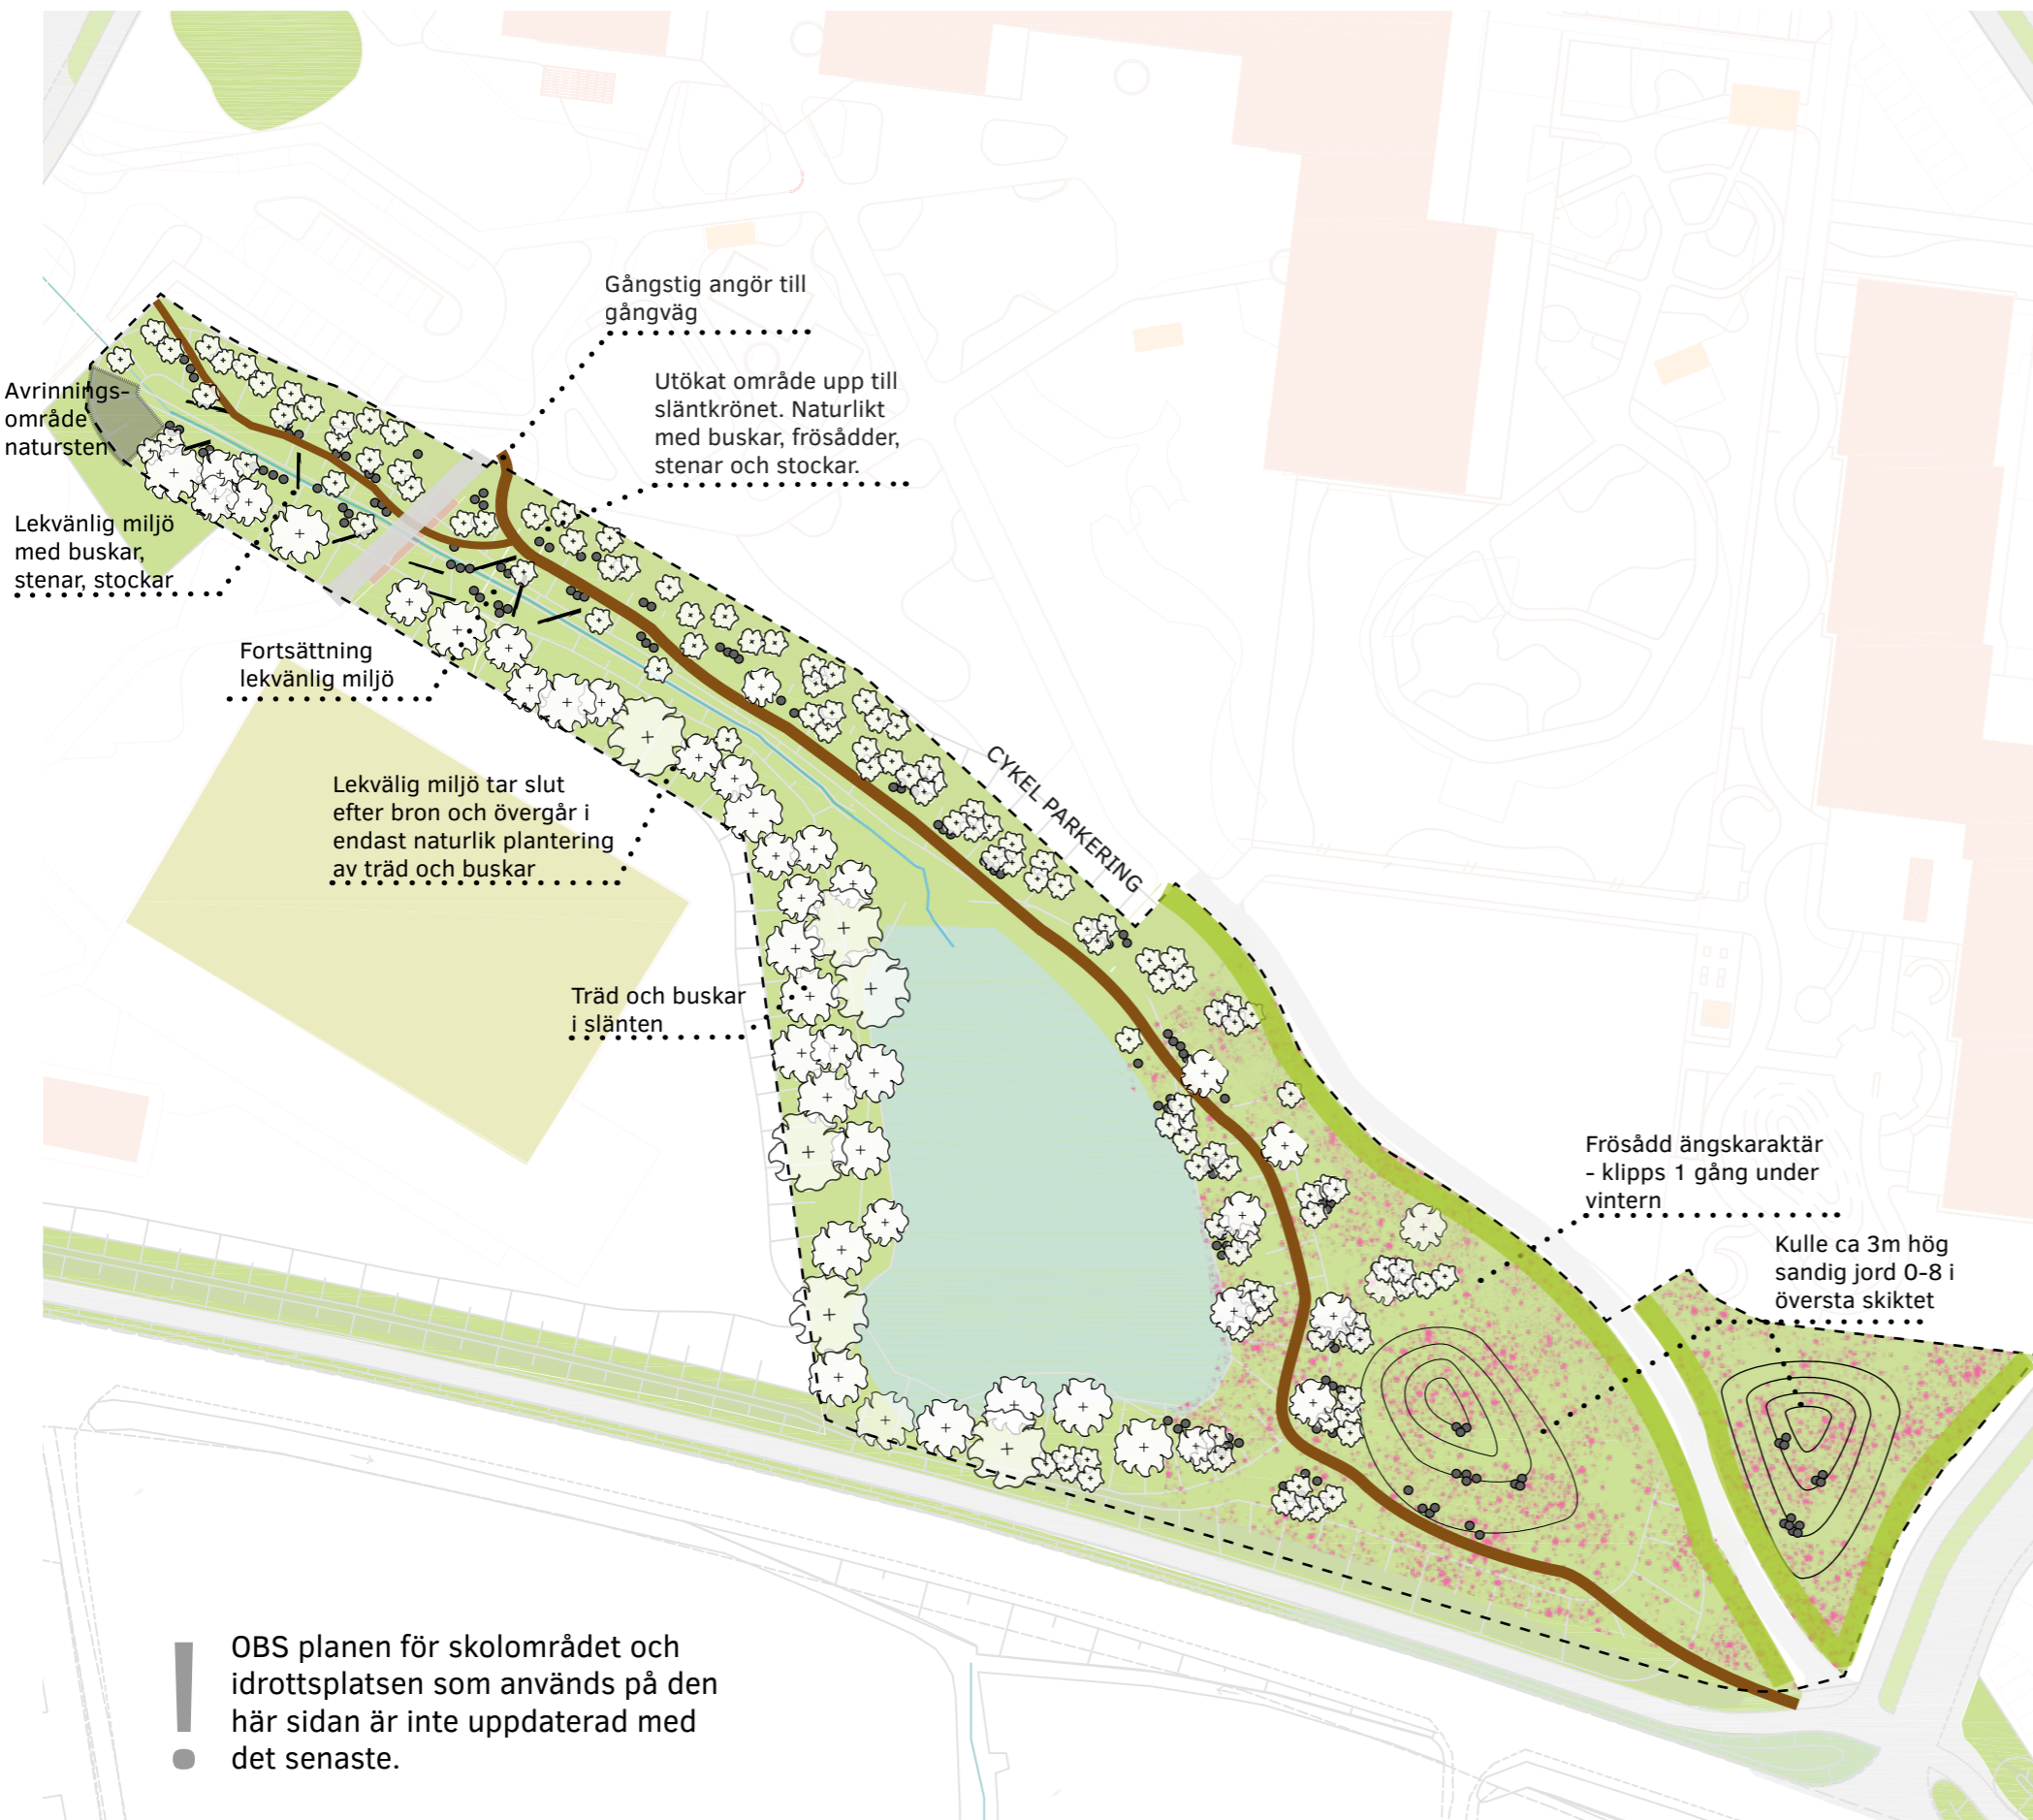 Gångstig angör till
gångväg
Utökat område upp till
släntkrönet. Naturlikt
med buskar, frösådder,
stenar och stockar.
Avrinnings-
område
natursten
Lekvänlig miljö
med buskar,
stenar, stockar
Fortsättning
lekvänlig miljö
Lekvälig miljö tar slut
efter bron och övergår i
endast naturlik plantering
av träd och buskar
CYKEL PARKERING
Träd och buskar
i slänten
Frösådd ängskaraktär
- klipps 1 gång under
vintern
Kulle ca 3m hög
sandig jord 0-8 i
översta skiktet
! OBS planen för skolområdet och
idrottsplatsen som används på den
här sidan är inte uppdaterad med
det senaste.